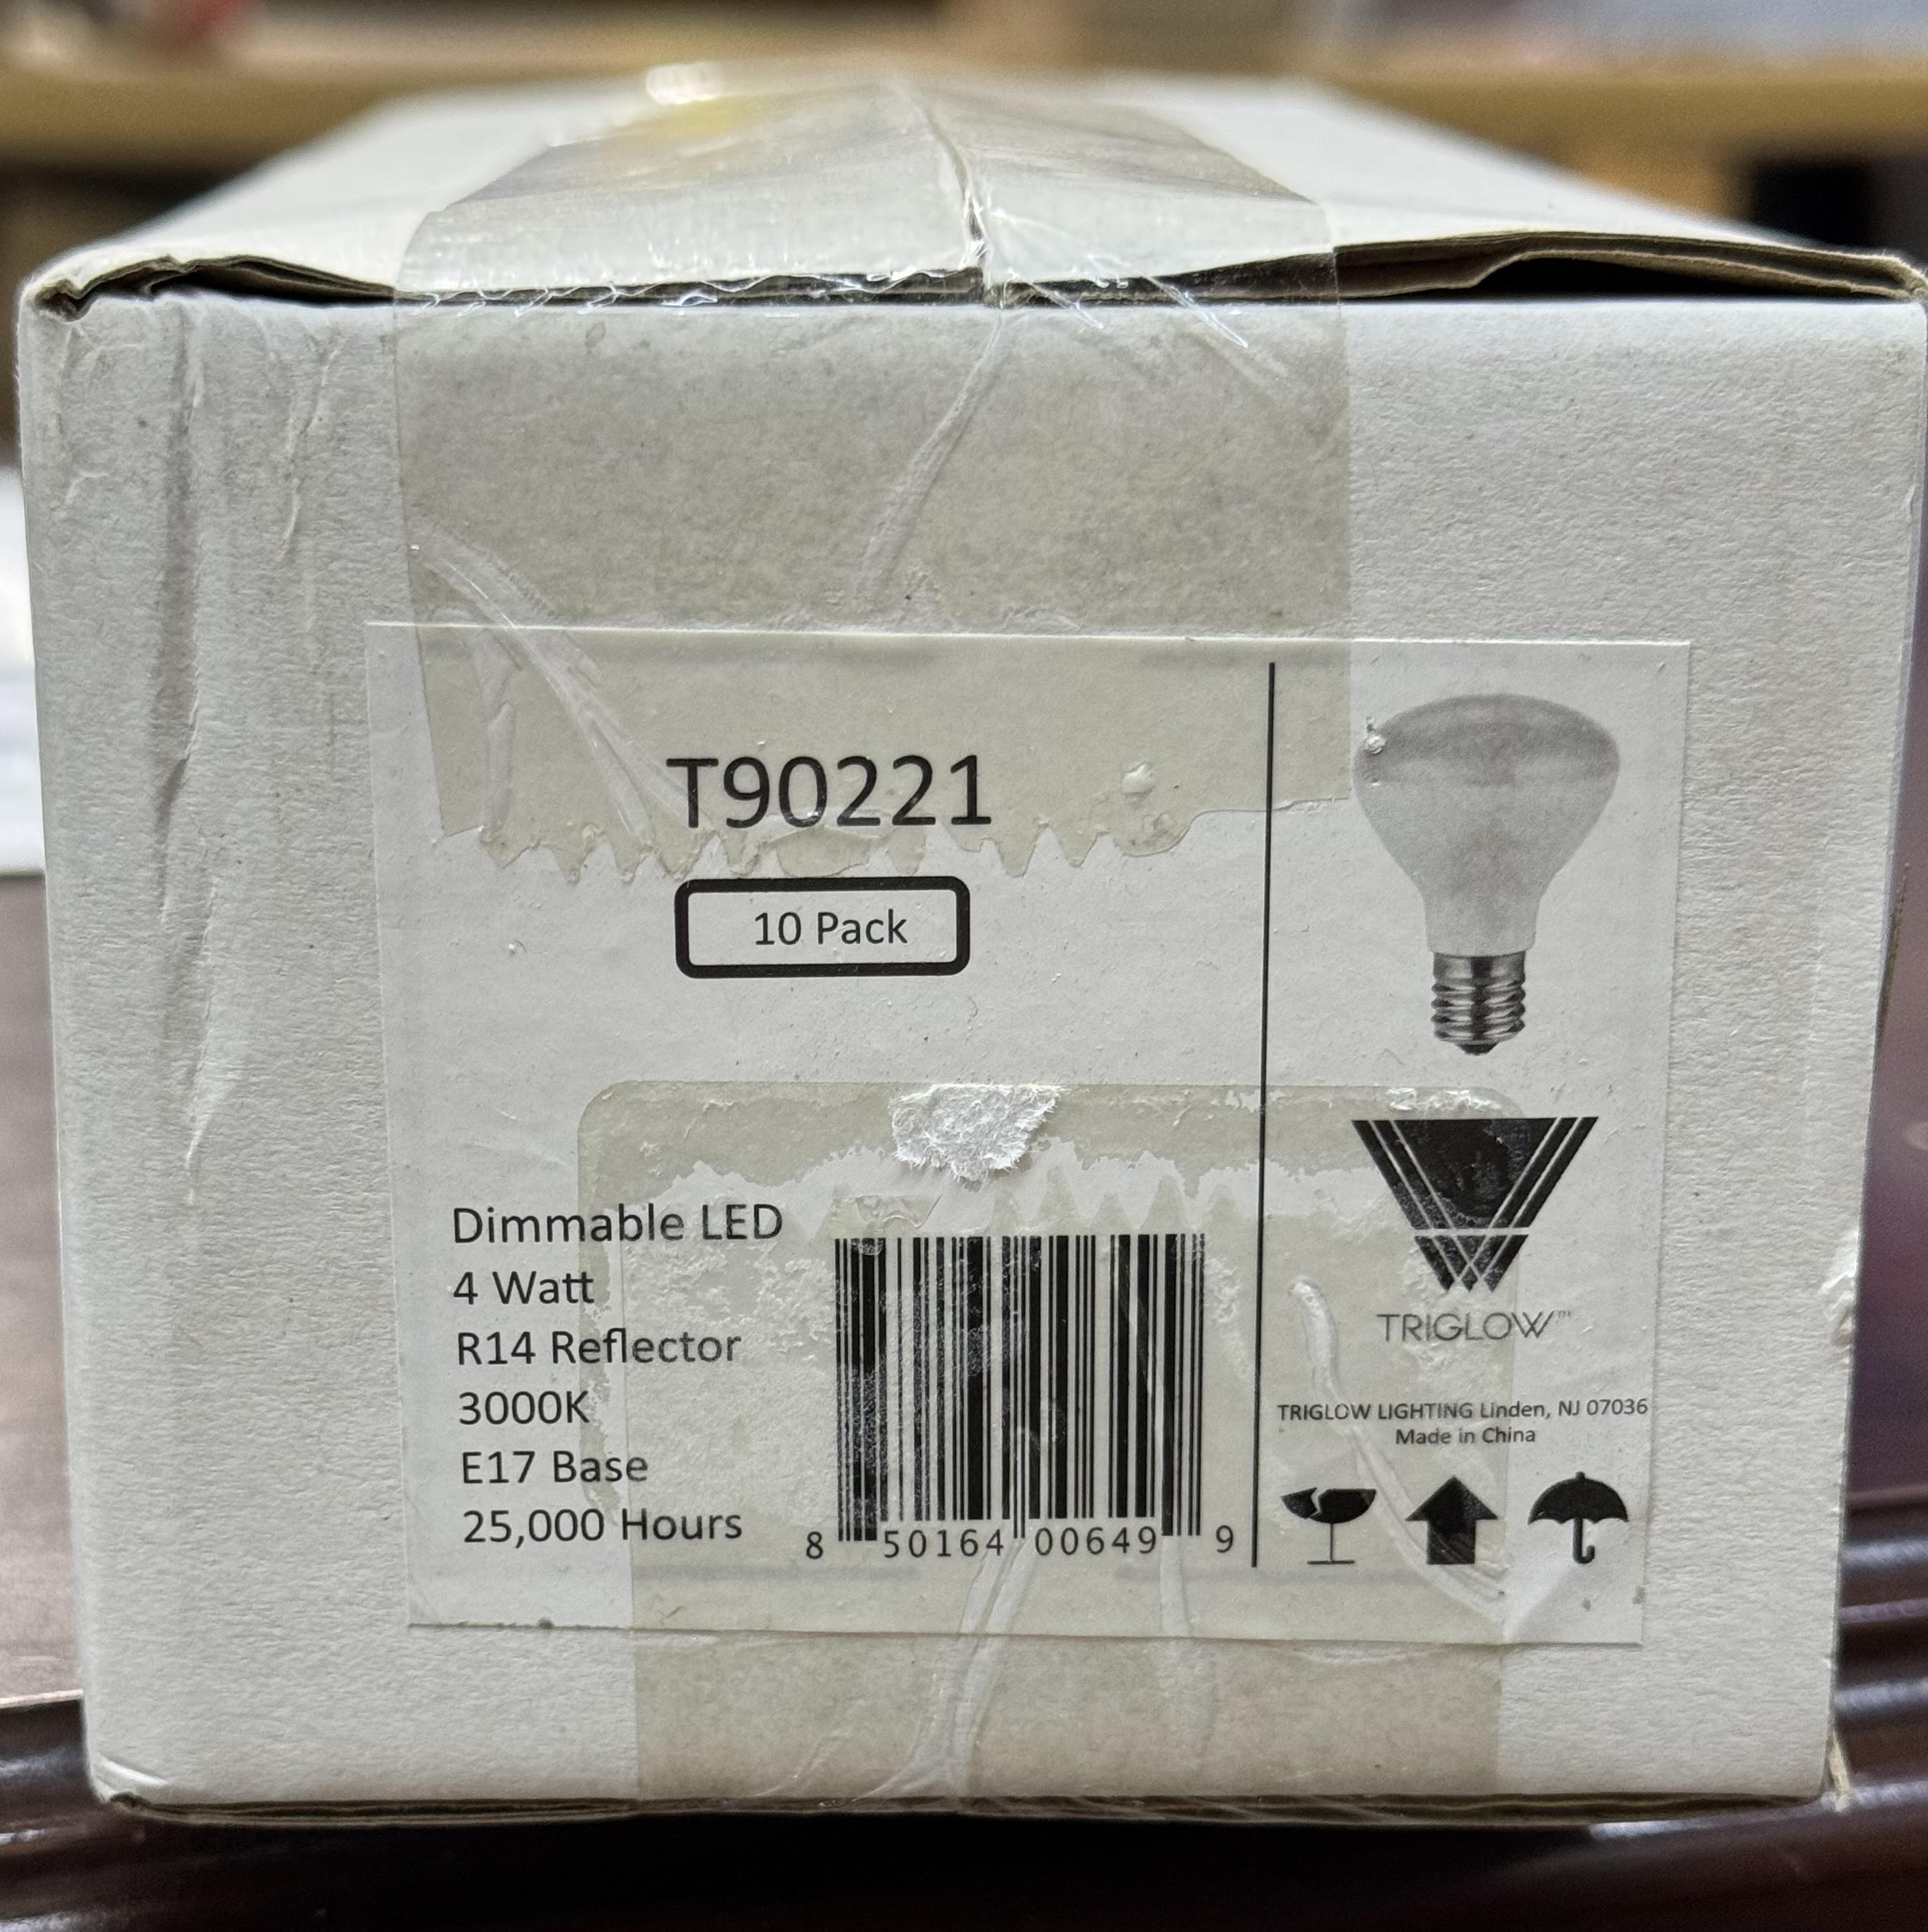 T90221
10 Pack
Dimmable LED
4 Watt
R14 Reflector
3000K
E17 Base
25,000 Hours
8 50164 00649 9
TRIGLOW™
TRIGLOW LIGHTING Linden, NJ 07036
Made in China